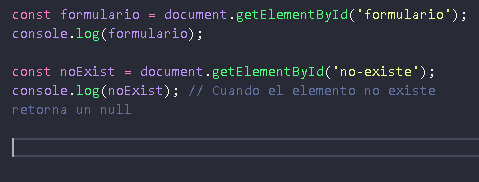 const formulario = document.getElementById('formulario');
console.log(formulario);
const noExist = document.getElementById('no-existe');
console.log(noExist); // Cuando el elemento no existe
retorna un null